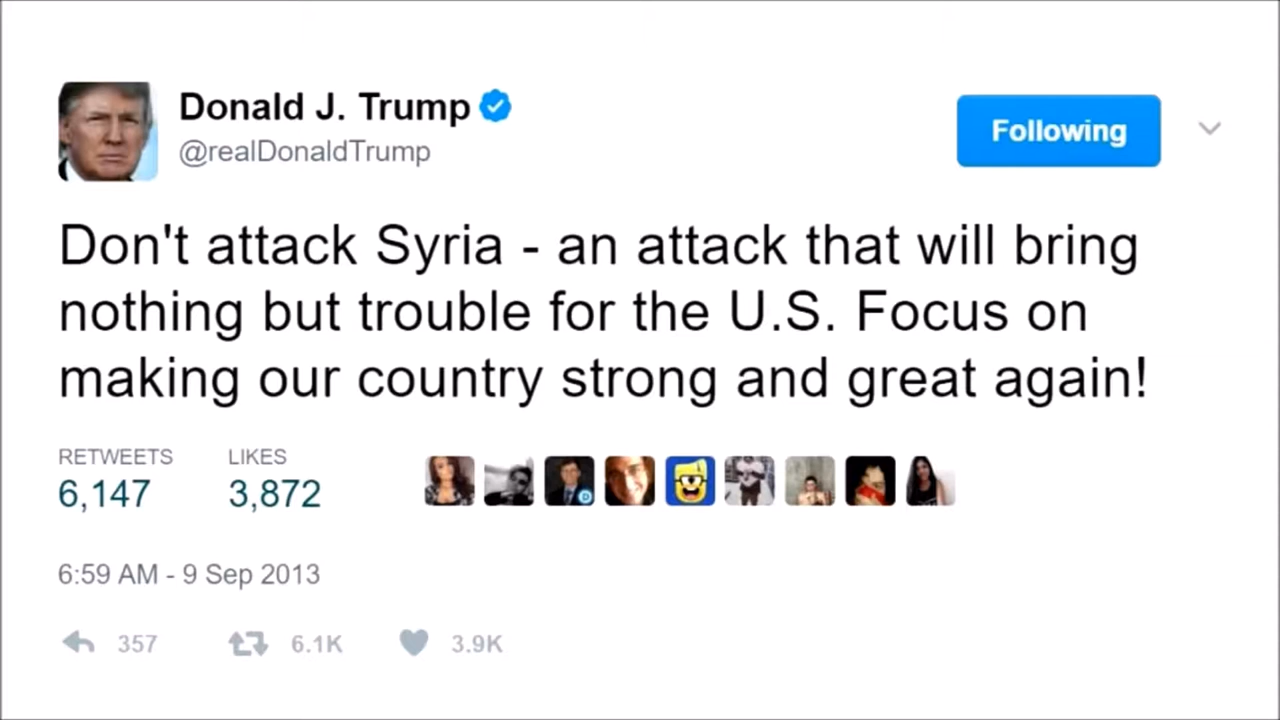 Donald J. Trump
@realDonaldTrump
Following
Don't attack Syria - an attack that will bring
nothing but trouble for the U.S. Focus on
making our country strong and great again!
RETWEETS LIKES
6,147 3,872
6:59 AM - 9 Sep 2013
357 6.1K 3.9K